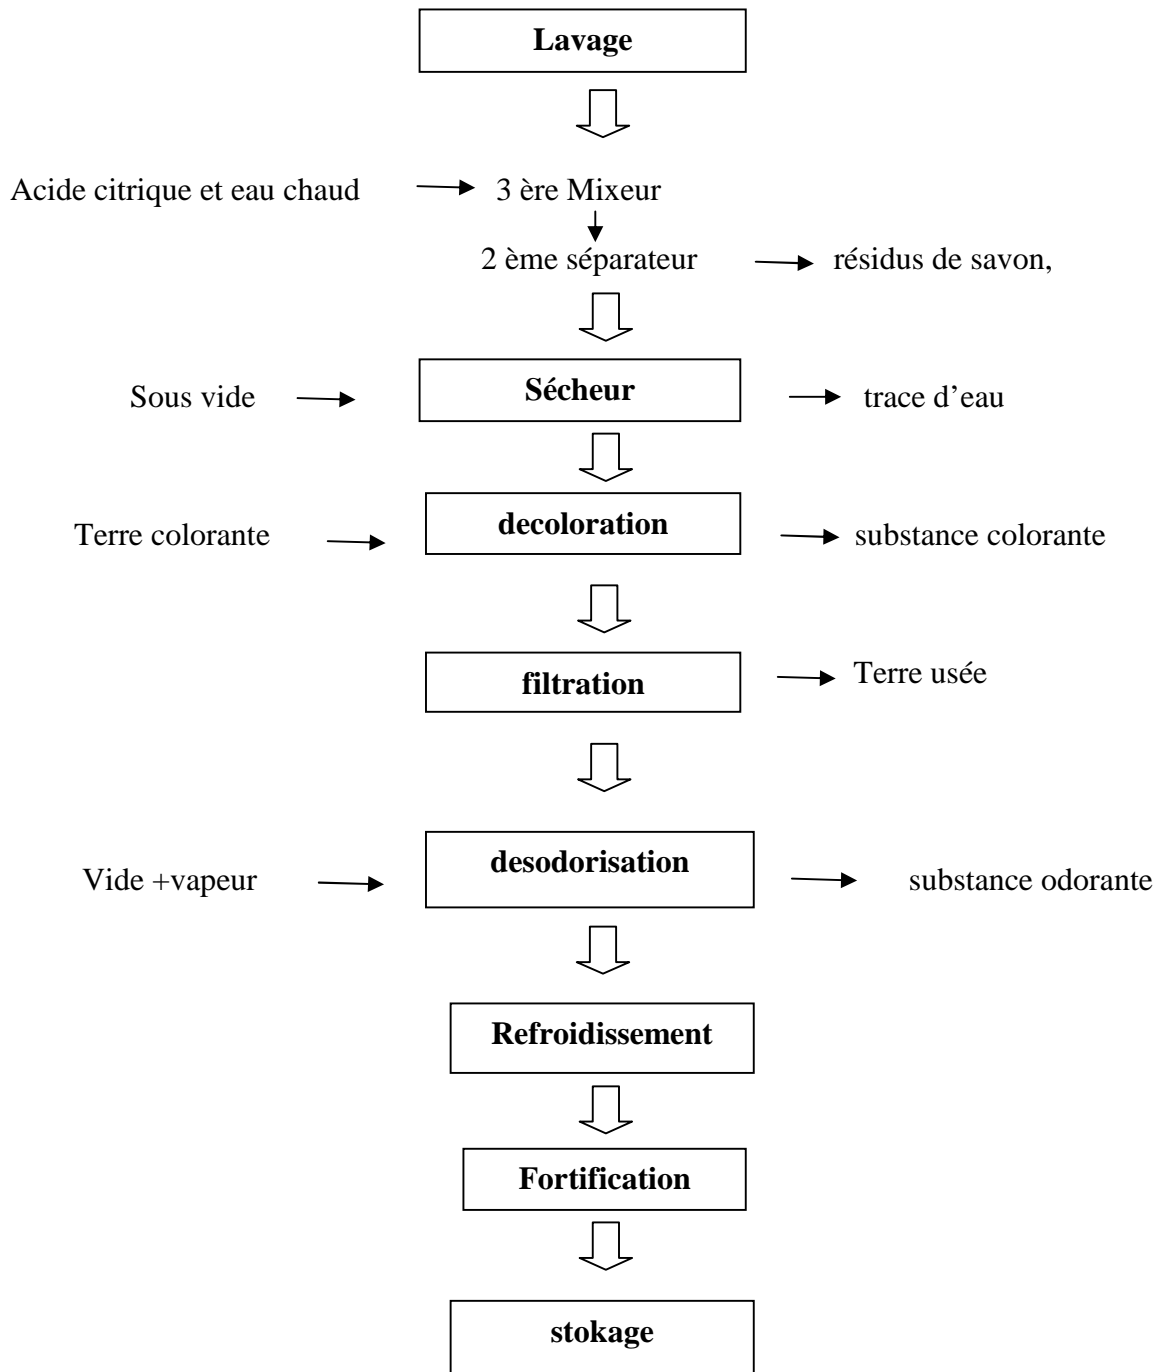 Lavage
Acide citrique et eau chaud
3 ère Mixeur
2 ème séparateur
résidus de savon,
Sous vide
Sécheur
trace d’eau
Terre colorante
decoloration
substance colorante
filtration
Terre usée
Vide +vapeur
desodorisation
substance odorante
Refroidissement
Fortification
stokage